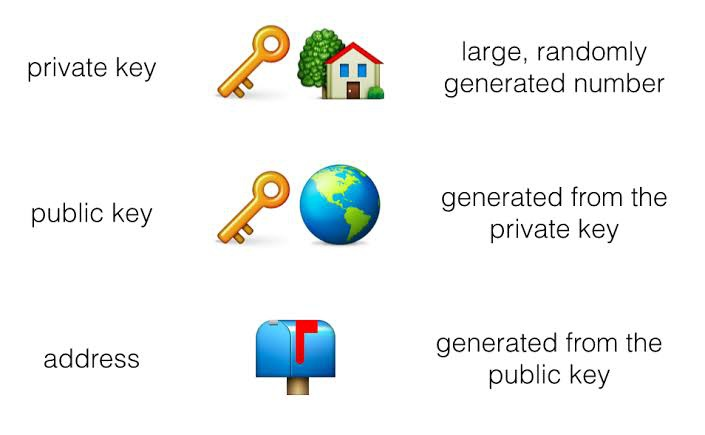 private key
large, randomly
generated number
public key
generated from the
private key
address
generated from the
public key